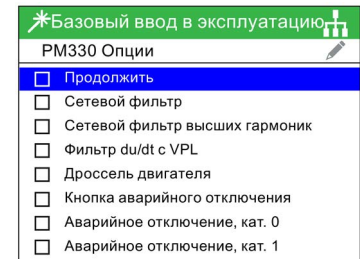 Базовый ввод в эксплуатацию
PM330 Опции
Продолжить
Сетевой фильтр
Сетевой фильтр высших гармоник
Фильтр du/dt с VPL
Дроссель двигателя
Кнопка аварийного отключения
Аварийное отключение, кат. 0
Аварийное отключение, кат. 1